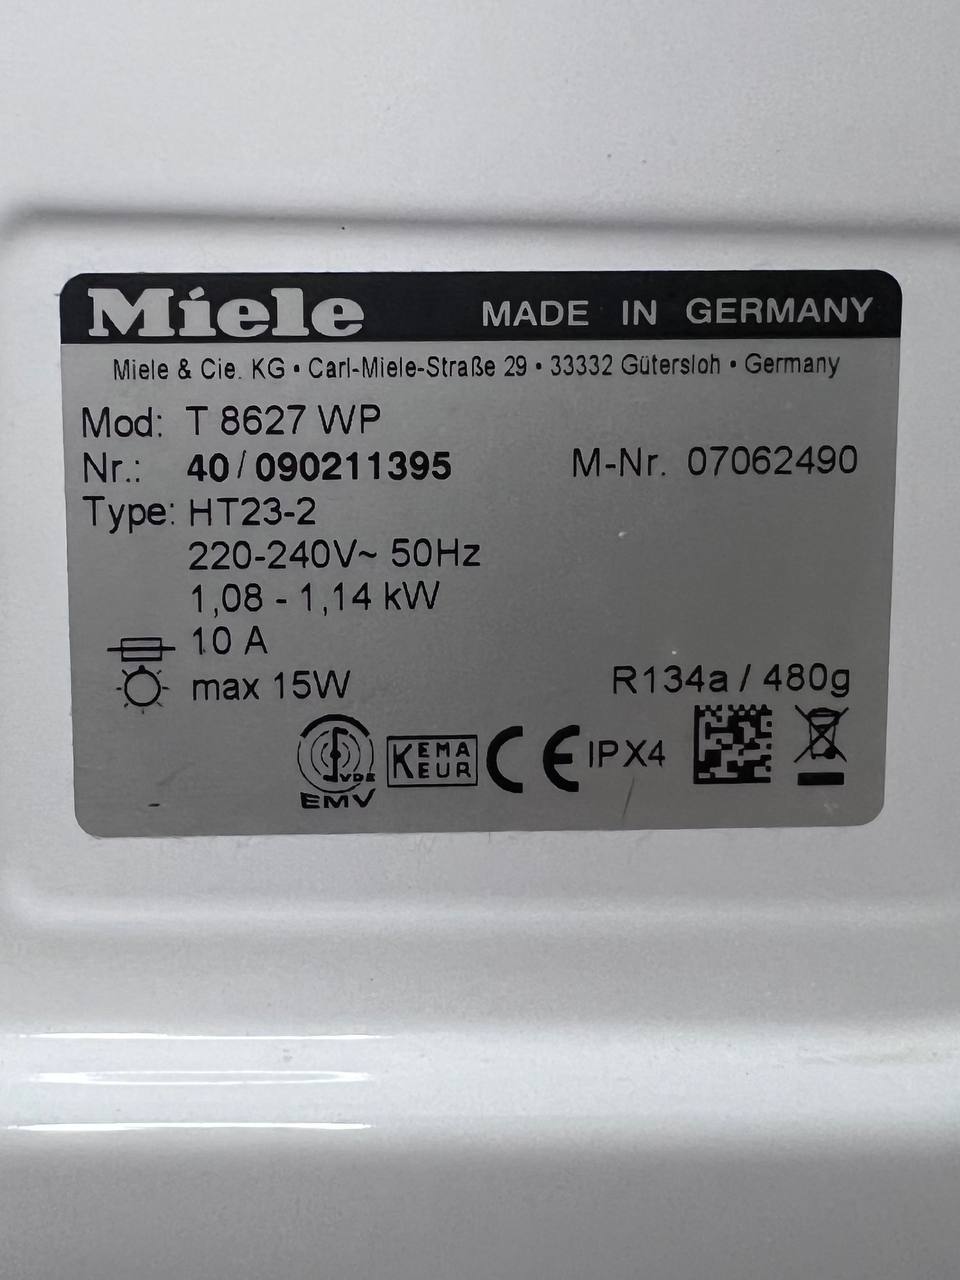 Miele MADE IN GERMANY
Miele & Cie. KG • Carl-Miele-Straße 29 • 33332 Gütersloh • Germany
Mod: T 8627 WP
Nr.: 40/090211395 M-Nr. 07062490
Type: HT23-2
220-240V~ 50Hz
1,08 - 1,14 kW
10 A
max 15W R134a / 480g
VDE
EMV
KEMA
KEUR
CE IPX4